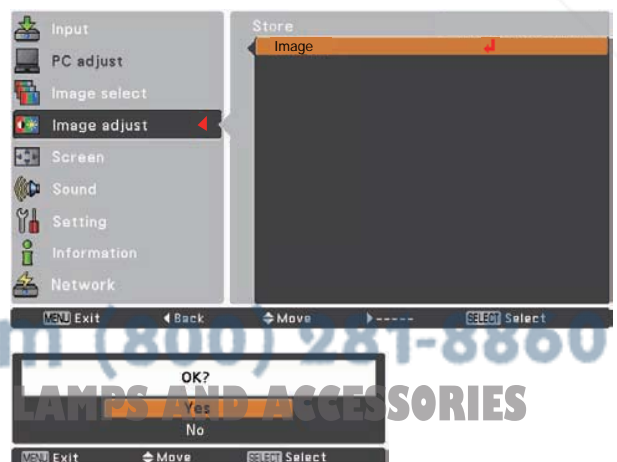 Input
PC adjust
Image select
Image adjust
Screen
Sound
Setting
Information
Network
Store
Image
MENU Exit ◀Back ◆Move ▶----- SELECT Select
m (800) 281-8860
OK?
Yes
No
LAMPS AND ACCESSORIES
MENU Exit ◆Move SELECT Select